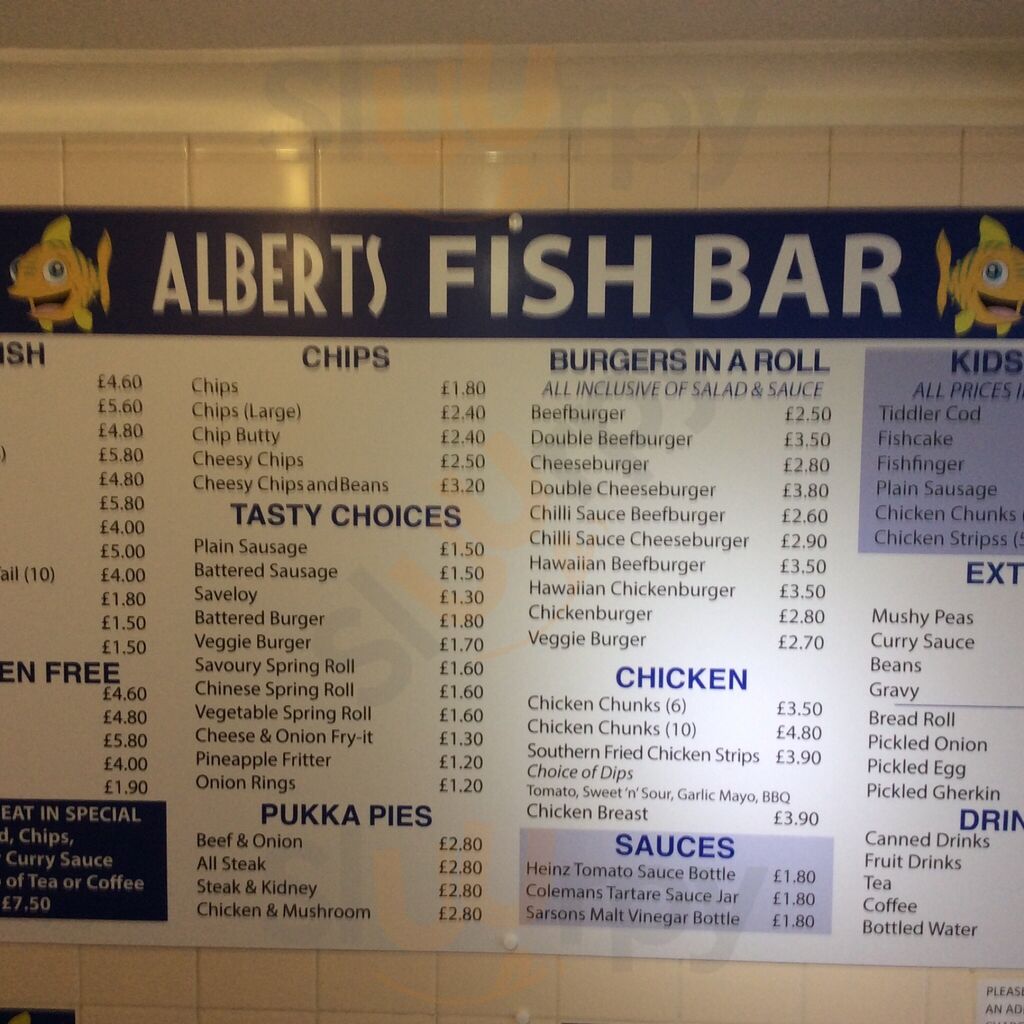 ALBERTS FISH BAR
£4.60
£5.60
£4.80
£5.80
£4.80
£5.80
£4.00
£5.00
(10) £4.00
£1.80
£1.50
£1.50
FREE
£4.60
£4.80
£5.80
£4.00
£1.90
EAT IN SPECIAL
Chips,
Curry Sauce
of Tea or Coffee
£7.50
CHIPS
Chips £1.80
Chips (Large) £2.40
Chip Butty £2.40
Cheesy Chips £2.50
Cheesy Chips and Beans £3.20
TASTY CHOICES
Plain Sausage £1.50
Battered Sausage £1.50
Saveloy £1.30
Battered Burger £1.80
Veggie Burger £1.70
Savoury Spring Roll £1.60
Chinese Spring Roll £1.60
Vegetable Spring Roll £1.60
Cheese & Onion Fry-it £1.30
Pineapple Fritter £1.20
Onion Rings £1.20
PUKKA PIES
Beef & Onion £2.80
All Steak £2.80
Steak & Kidney £2.80
Chicken & Mushroom £2.80
BURGERS IN A ROLL
ALL INCLUSIVE OF SALAD & SAUCE
Beefburger £2.50
Double Beefburger £3.50
Cheeseburger £2.80
Double Cheeseburger £3.80
Chilli Sauce Beefburger £2.60
Chilli Sauce Cheeseburger £2.90
Hawaiian Beefburger £3.50
Hawaiian Chickenburger £3.50
Chickenburger £2.80
Veggie Burger £2.70
CHICKEN
Chicken Chunks (6) £3.50
Chicken Chunks (10) £4.80
Southern Fried Chicken Strips £3.90
Choice of Dips
Tomato, Sweet 'n' Sour, Garlic Mayo, BBQ
Chicken Breast £3.90
SAUCES
Heinz Tomato Sauce Bottle £1.80
Colemans Tartare Sauce Jar £1.80
Sarsons Malt Vinegar Bottle £1.80
KIDS
ALL PRICES
Tiddler Cod
Fishcake
Fishfinger
Plain Sausage
Chicken Chunks
Chicken Stripss (5
EXT
Mushy Peas
Curry Sauce
Beans
Gravy
Bread Roll
Pickled Onion
Pickled Egg
Pickled Gherkin
DRIN
Canned Drinks
Fruit Drinks
Tea
Coffee
Bottled Water
PLEAS
AN AD
sluurpy
sluurpy
sluurpy